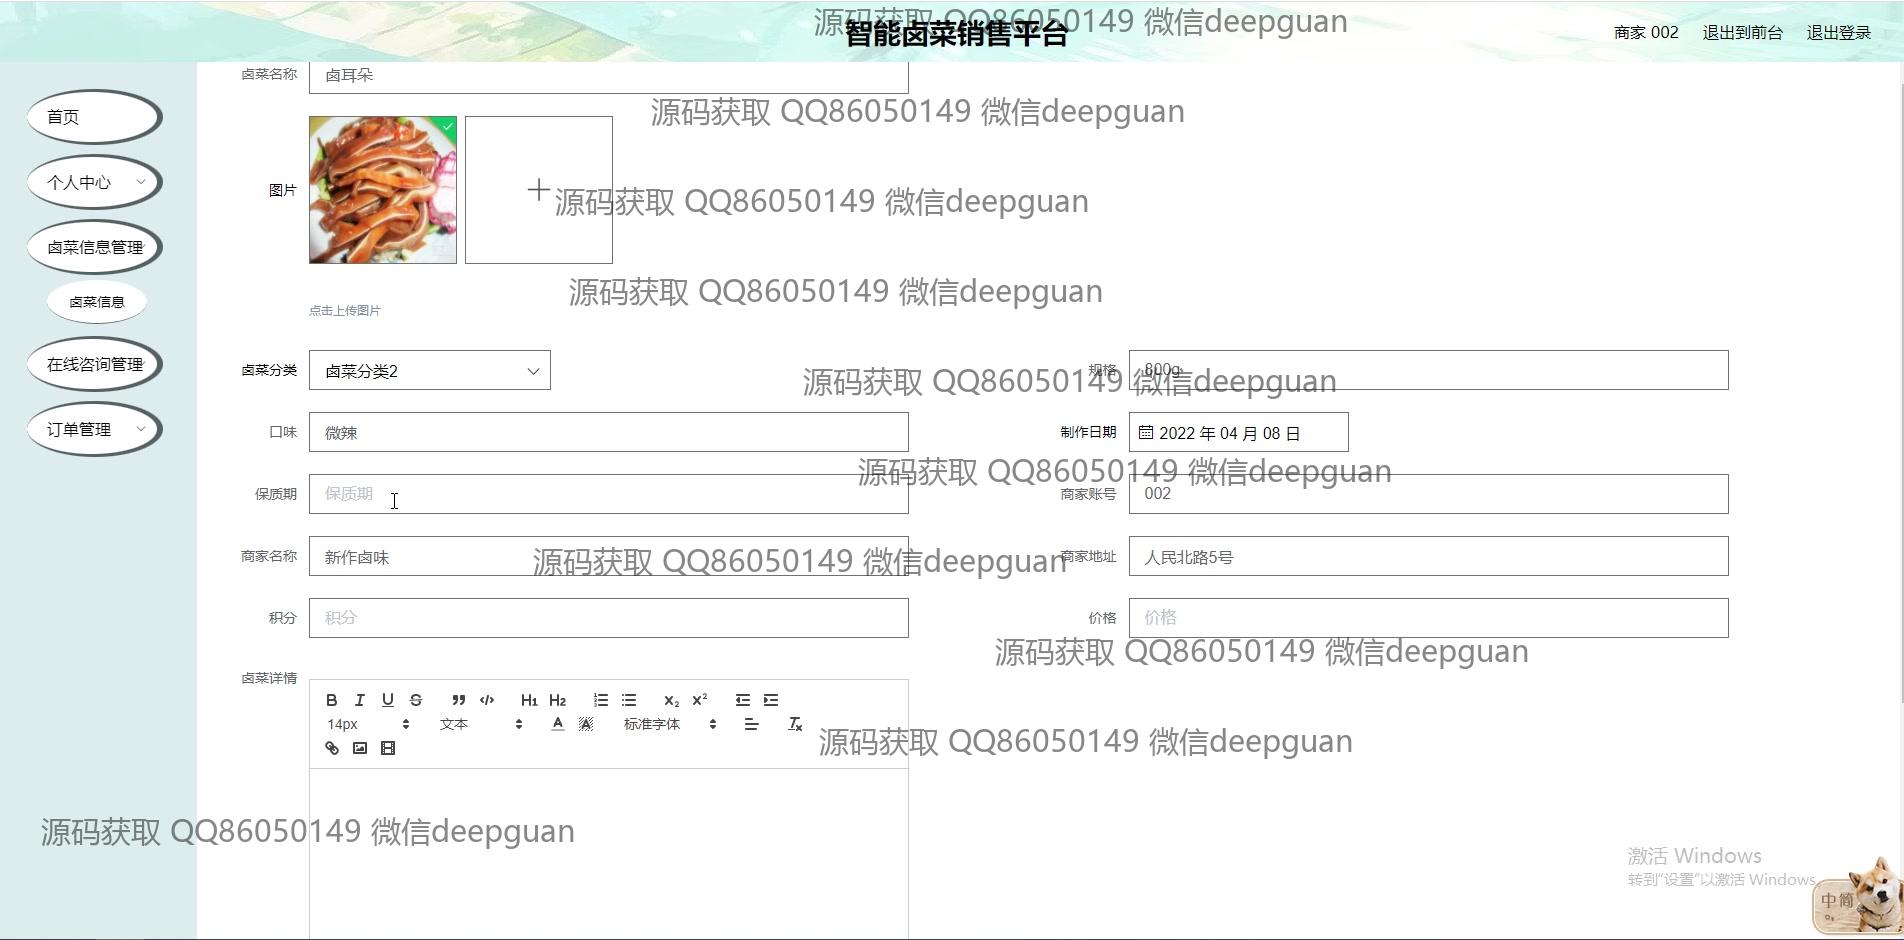 源码获取 QQ86050149 微信deepguan
智能卤菜销售平台
商家 002 退出到前台 退出登录
卤菜名称 卤耳朵
源码获取 QQ86050149 微信deepguan
首页
个人中心
图片
源码获取 QQ86050149 微信deepguan
卤菜信息管理
源码获取 QQ86050149 微信deepguan
卤菜信息
点击上传图片
在线咨询管理
卤菜分类 卤菜分类2 规格 800g
源码获取 QQ86050149 微信deepguan
订单管理
口味 微辣 制作日期 2022 年 04 月 08 日
源码获取 QQ86050149 微信deepguan
保质期 保质期 商家账号 002
商家名称 新作卤味 商家地址 人民北路5号
源码获取 QQ86050149 微信deepguan
积分 积分 价格 价格
源码获取 QQ86050149 微信deepguan
卤菜详情
B I U S ” </> H1 H2 x₂ x²
14px 文本 A A 标准字体 Tx
源码获取 QQ86050149 微信deepguan
源码获取 QQ86050149 微信deepguan
激活 Windows
转到“设置”以激活 Windows
中 简